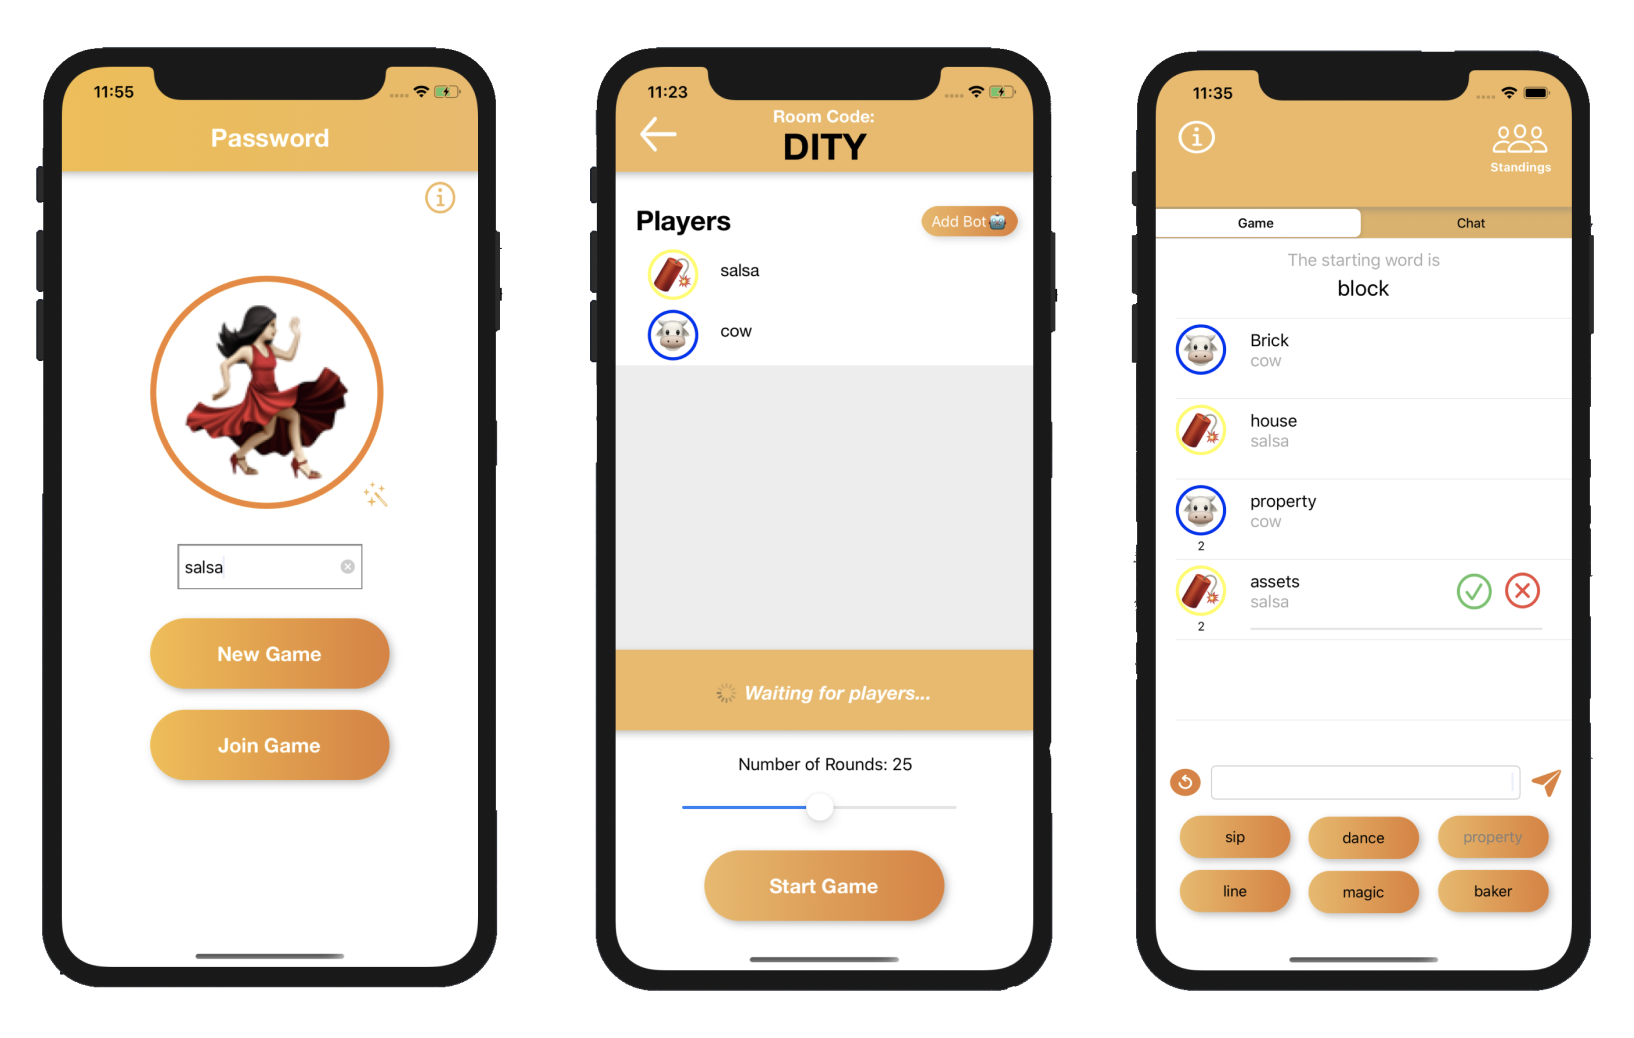 11:55
Password
salsa
New Game
Join Game
11:23
Room Code:
DITY
Players
Add Bot
salsa
cow
Waiting for players...
Number of Rounds: 25
Start Game
11:35
Standings
Game Chat
The starting word is
block
Brick
cow
house
salsa
property
cow
2
assets
salsa
2
sip dance property
line magic baker